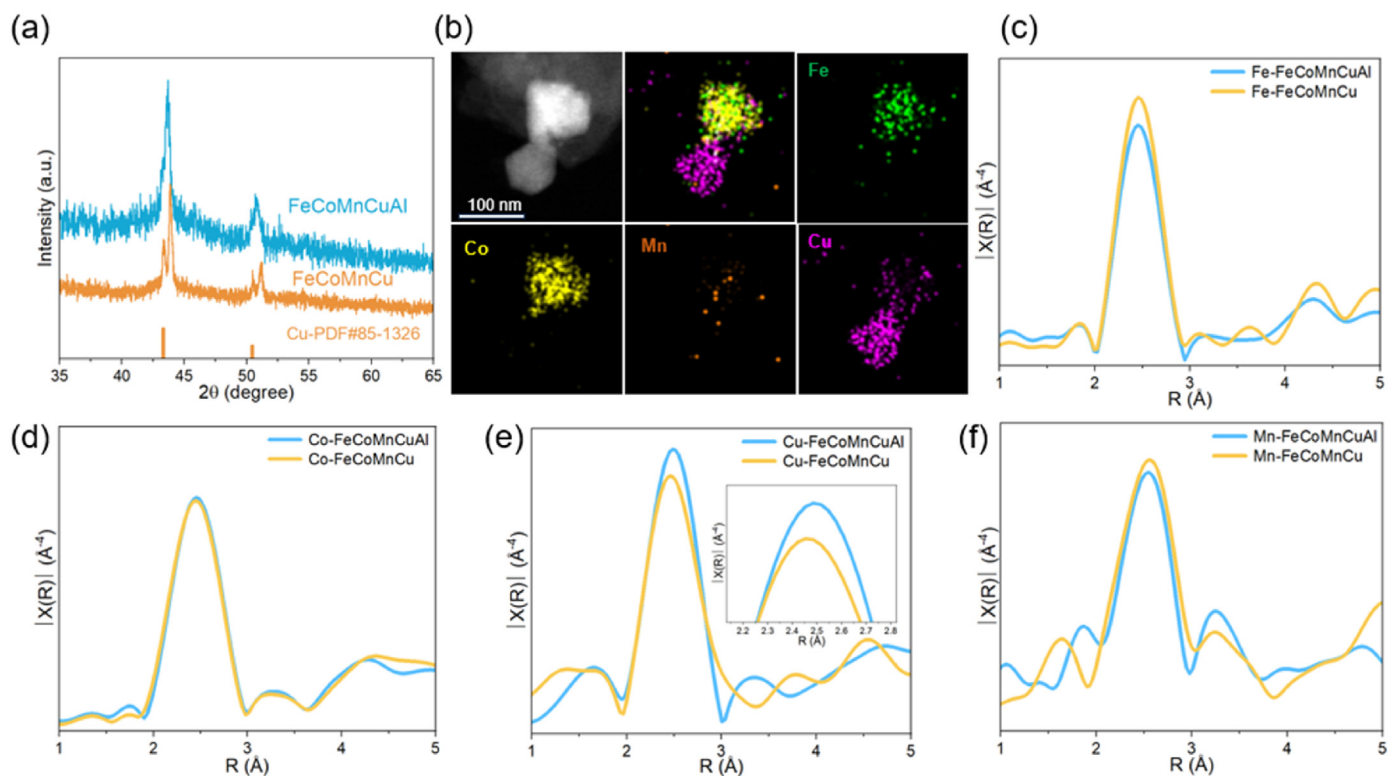 (a)
Intensity (a.u.)
FeCoMnCuAl
FeCoMnCu
Cu-PDF#85-1326
35 40 45 50 55 60 65
2θ (degree)
(b)
100 nm
Fe
Co
Mn
Cu
(c)
Fe-FeCoMnCuAl
Fe-FeCoMnCu
|X(R)| (Å-4)
1 2 3 4 5
R (Å)
(d)
Co-FeCoMnCuAl
Co-FeCoMnCu
|X(R)| (Å-4)
1 2 3 4 5
R (Å)
(e)
Cu-FeCoMnCuAl
Cu-FeCoMnCu
|X(R)| (Å-4)
|X(R)| (Å-4)
2.2 2.3 2.4 2.5 2.6 2.7 2.8
R (Å)
1 2 3 4 5
R (Å)
(f)
Mn-FeCoMnCuAl
Mn-FeCoMnCu
|X(R)| (Å-4)
1 2 3 4 5
R (Å)